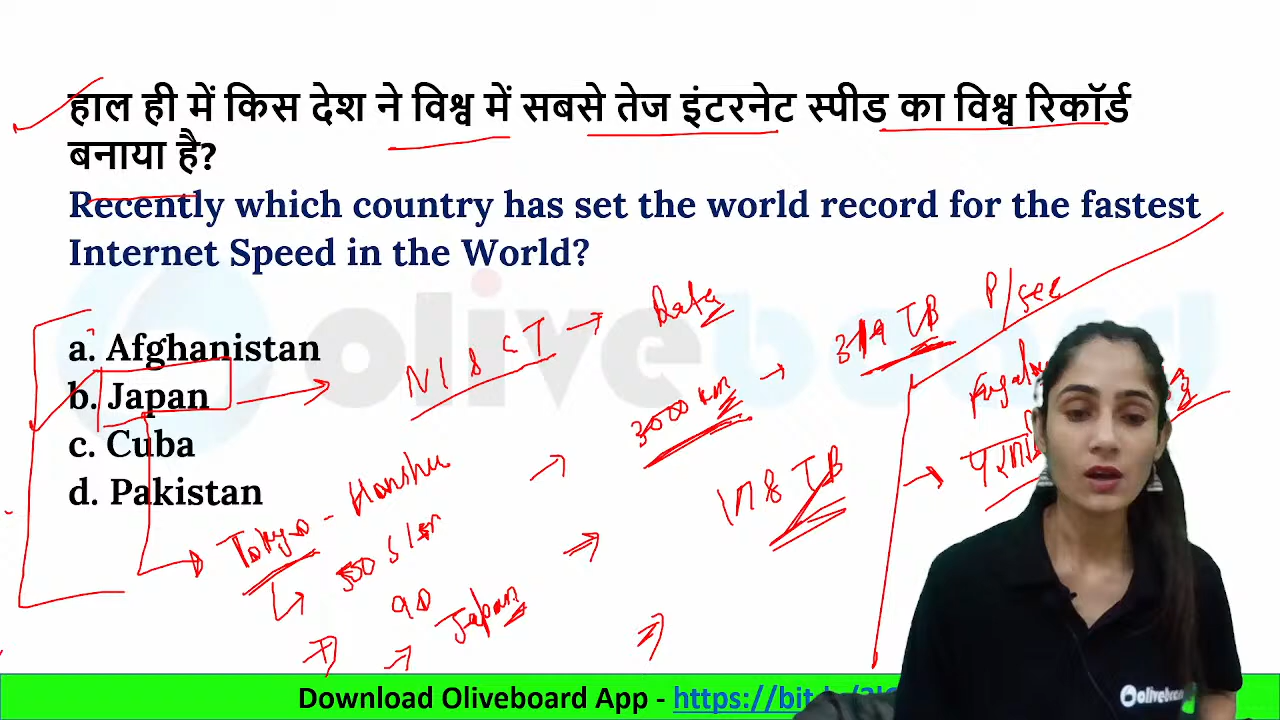 हाल ही में किस देश ने विश्व में सबसे तेज इंटरनेट स्पीड का विश्व रिकॉर्ड
बनाया है?
Recently which country has set the world record for the fastest
Internet Speed in the World?
oliveboard
a. Afghanistan
b. Japan
c. Cuba
d. Pakistan
Data
319 TB P/sec
3000 km
178 TB
Tokyo - Honshu
Japan
oliveboa
Download Oliveboard App - https://bit.